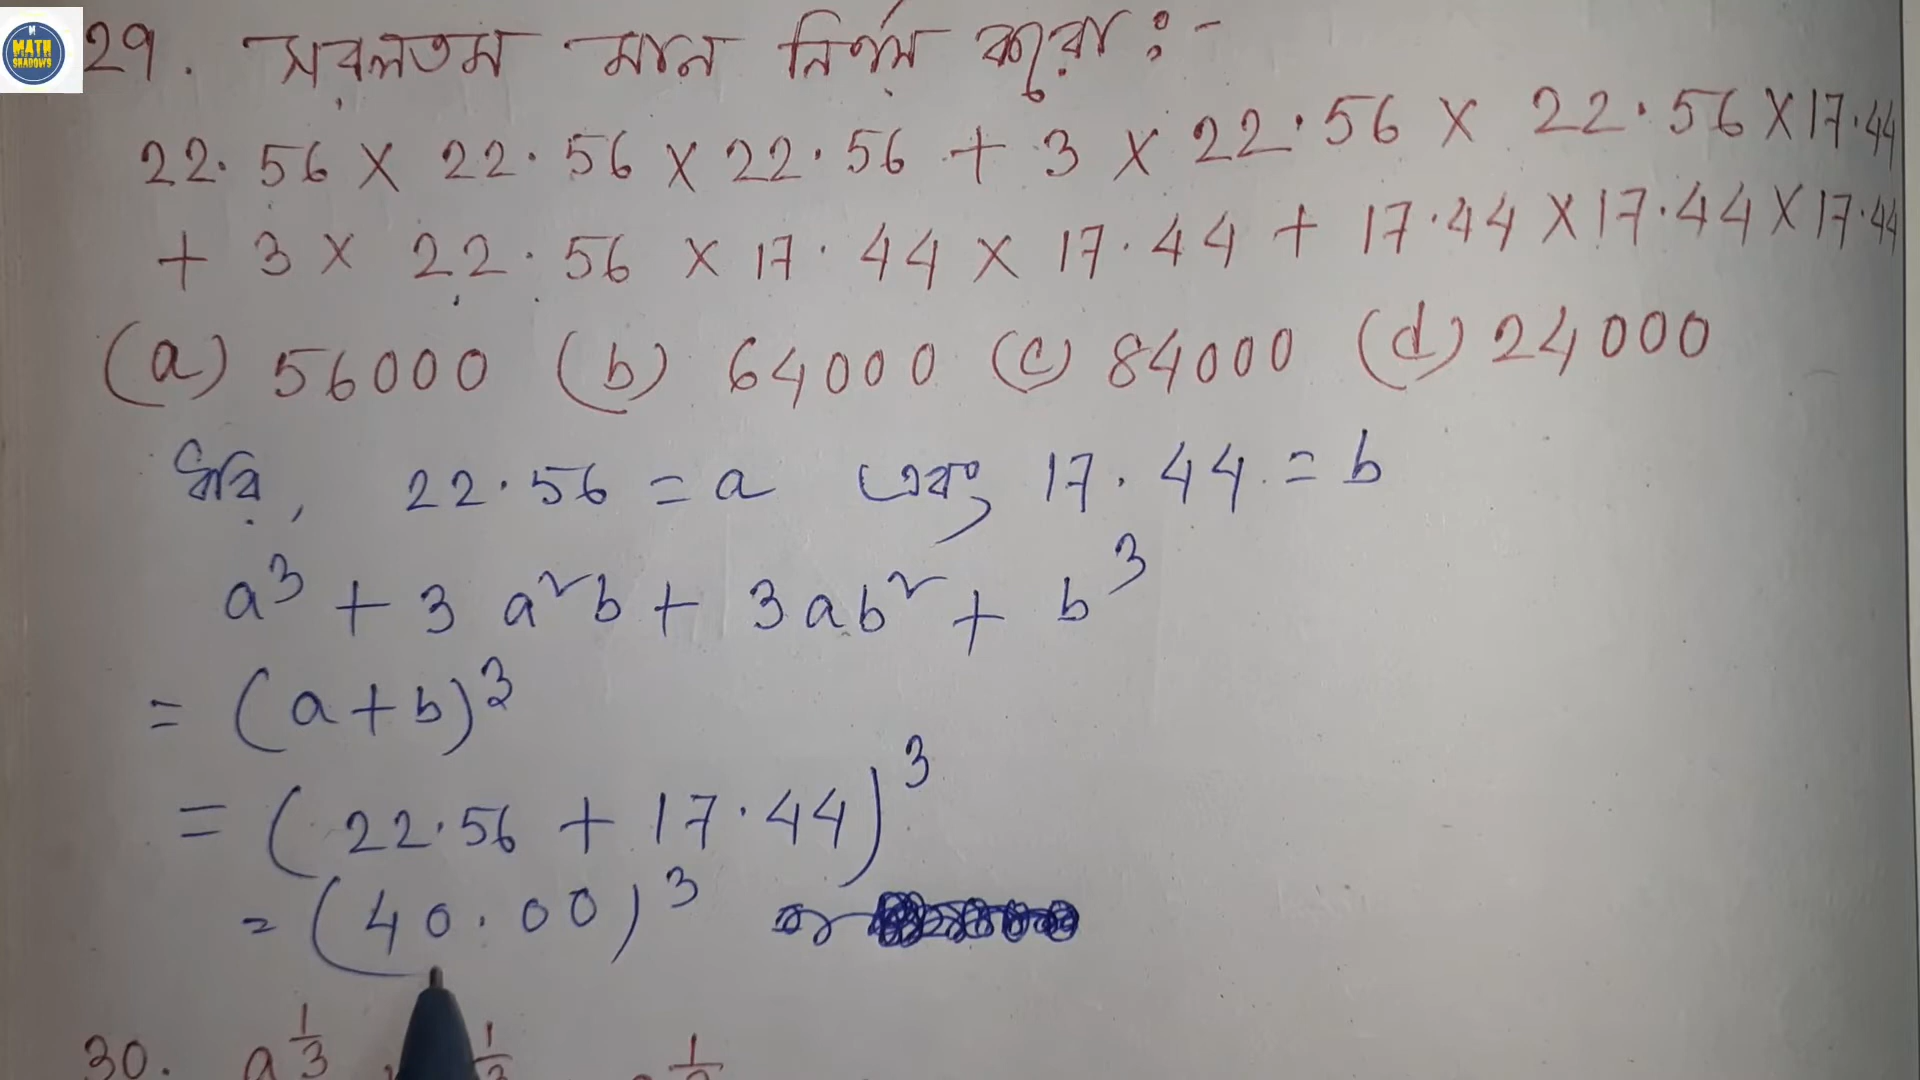 M
MATH
SHADOWS
29. সরলতম মান নির্ণয় করো :-
22.56 × 22.56 × 22.56 + 3 × 22.56 × 22.56 × 17.44
+ 3 × 22.56 × 17.44 × 17.44 + 17.44 × 17.44 × 17.44
(a) 56000 (b) 64000 (c) 84000 (d) 24000
ধরি, 22.56 = a এবং 17.44 = b
a³ + 3a²b + 3ab² + b³
= (a+b)³
= (22.56 + 17.44)³
= (40.00)³
30. a^{1/3}